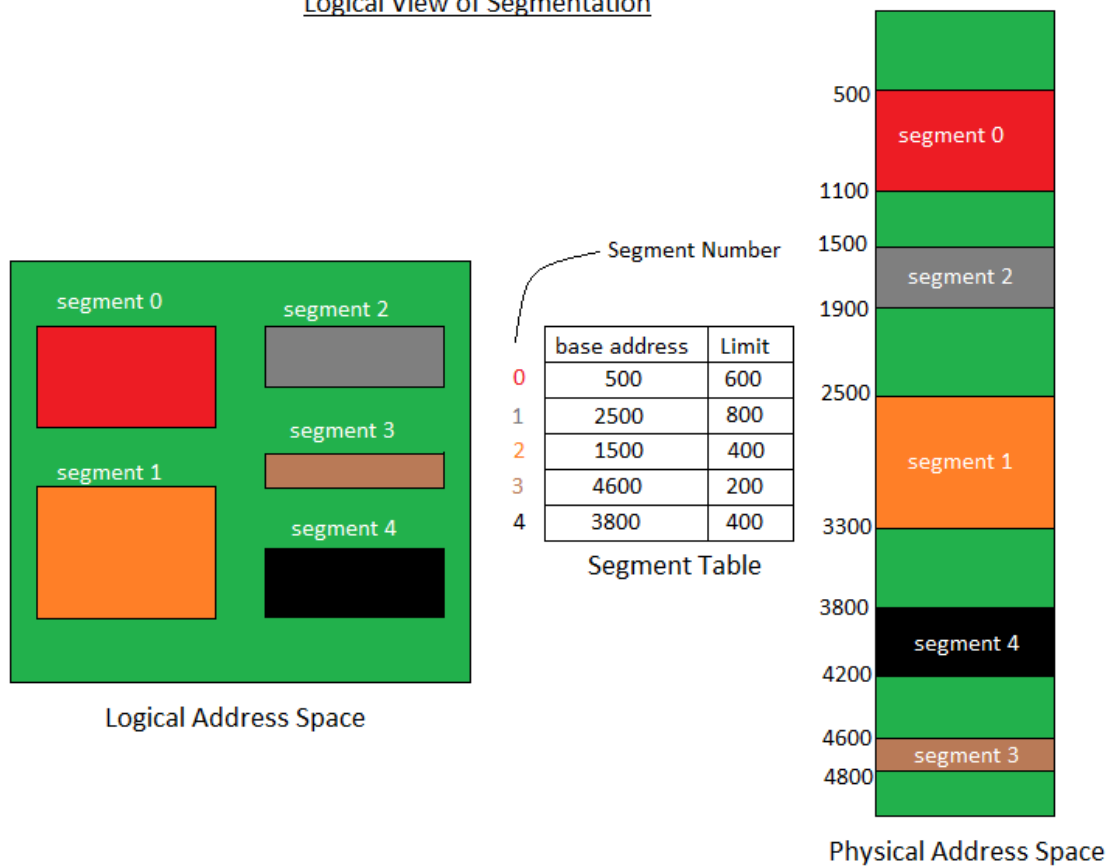 Logical View of Segmentation
segment 0
segment 2
segment 3
segment 1
segment 4
Logical Address Space
Segment Number
base address Limit
0 500 600
1 2500 800
2 1500 400
3 4600 200
4 3800 400
Segment Table
500
segment 0
1100
1500
segment 2
1900
2500
segment 1
3300
3800
segment 4
4200
4600
segment 3
4800
Physical Address Space